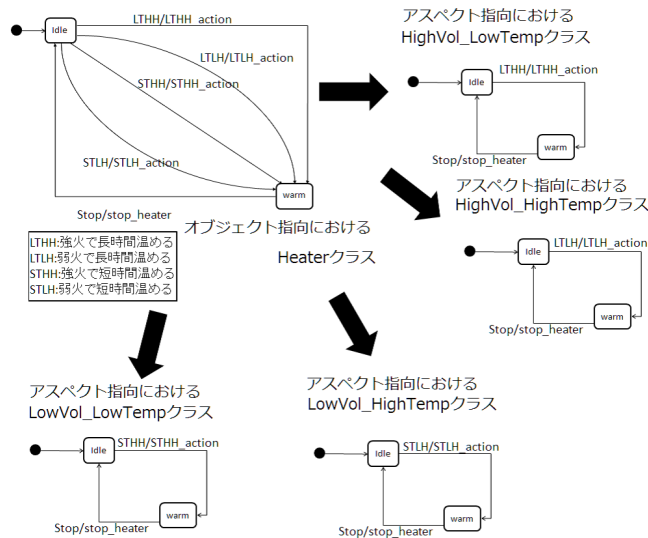 Idle
LTHH/LTHH_action
LTLH/LTLH_action
STHH/STHH_action
STLH/STLH_action
warm
Stop/stop_heater
オブジェクト指向における
Heaterクラス
LTHH:強火で長時間温める
LTLH:弱火で長時間温める
STHH:強火で短時間温める
STLH:弱火で短時間温める
アスペクト指向における
HighVol_LowTempクラス
Idle
LTHH/LTHH_action
warm
Stop/stop_heater
アスペクト指向における
HighVol_HighTempクラス
Idle
LTLH/LTLH_action
warm
Stop/stop_heater
アスペクト指向における
LowVol_LowTempクラス
Idle
STHH/STHH_action
warm
Stop/stop_heater
アスペクト指向における
LowVol_HighTempクラス
Idle
STLH/STLH_action
warm
Stop/stop_heater